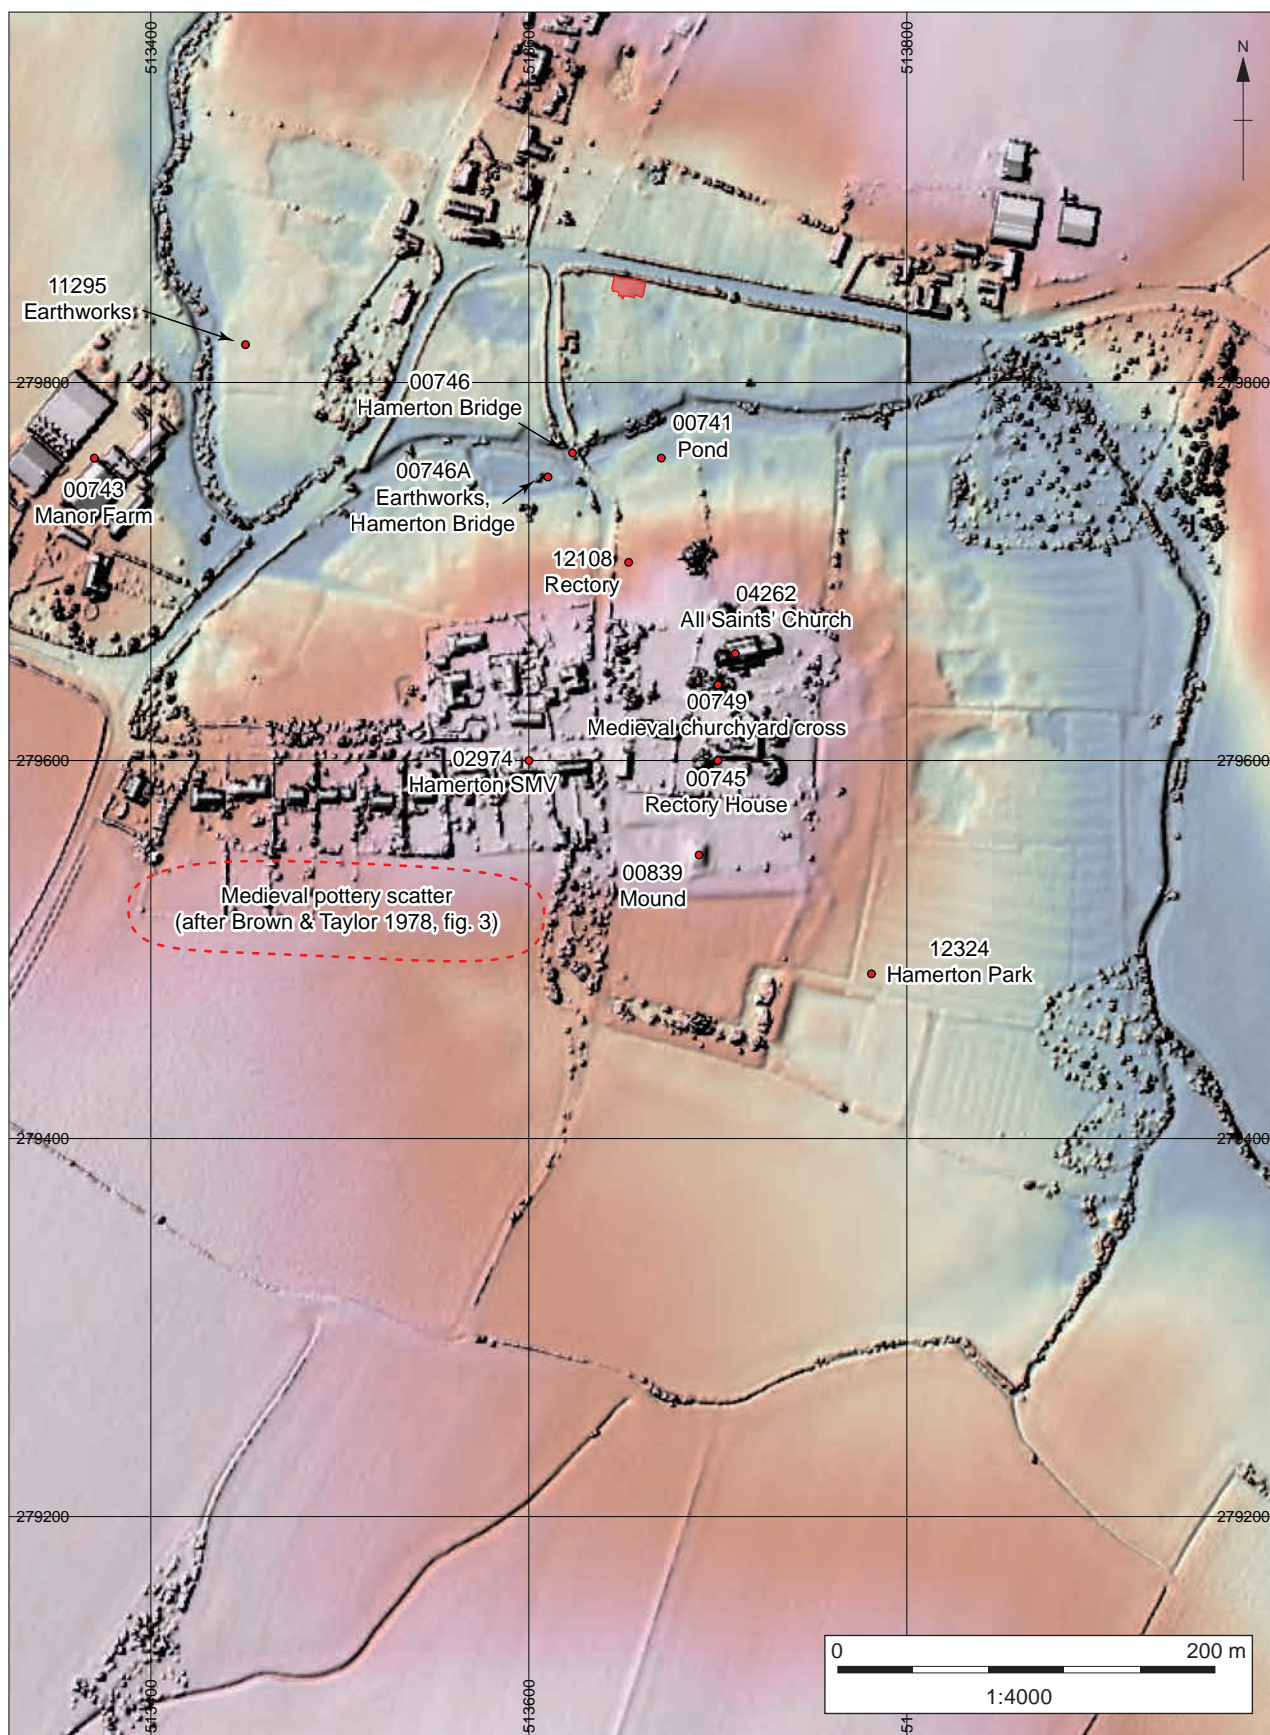 513400
513600
513800
N
11295
Earthworks
279800
279800
00746
Hamerton Bridge
00741
Pond
00743
Manor Farm
00746A
Earthworks,
Hamerton Bridge
12108
Rectory
04262
All Saints' Church
00749
Medieval churchyard cross
279600
279600
02974
Hamerton SMV
00745
Rectory House
00839
Mound
Medieval pottery scatter
(after Brown & Taylor 1978, fig. 3)
12324
Hamerton Park
279400
279400
279200
279200
0
200 m
1:4000
513400
513600
51